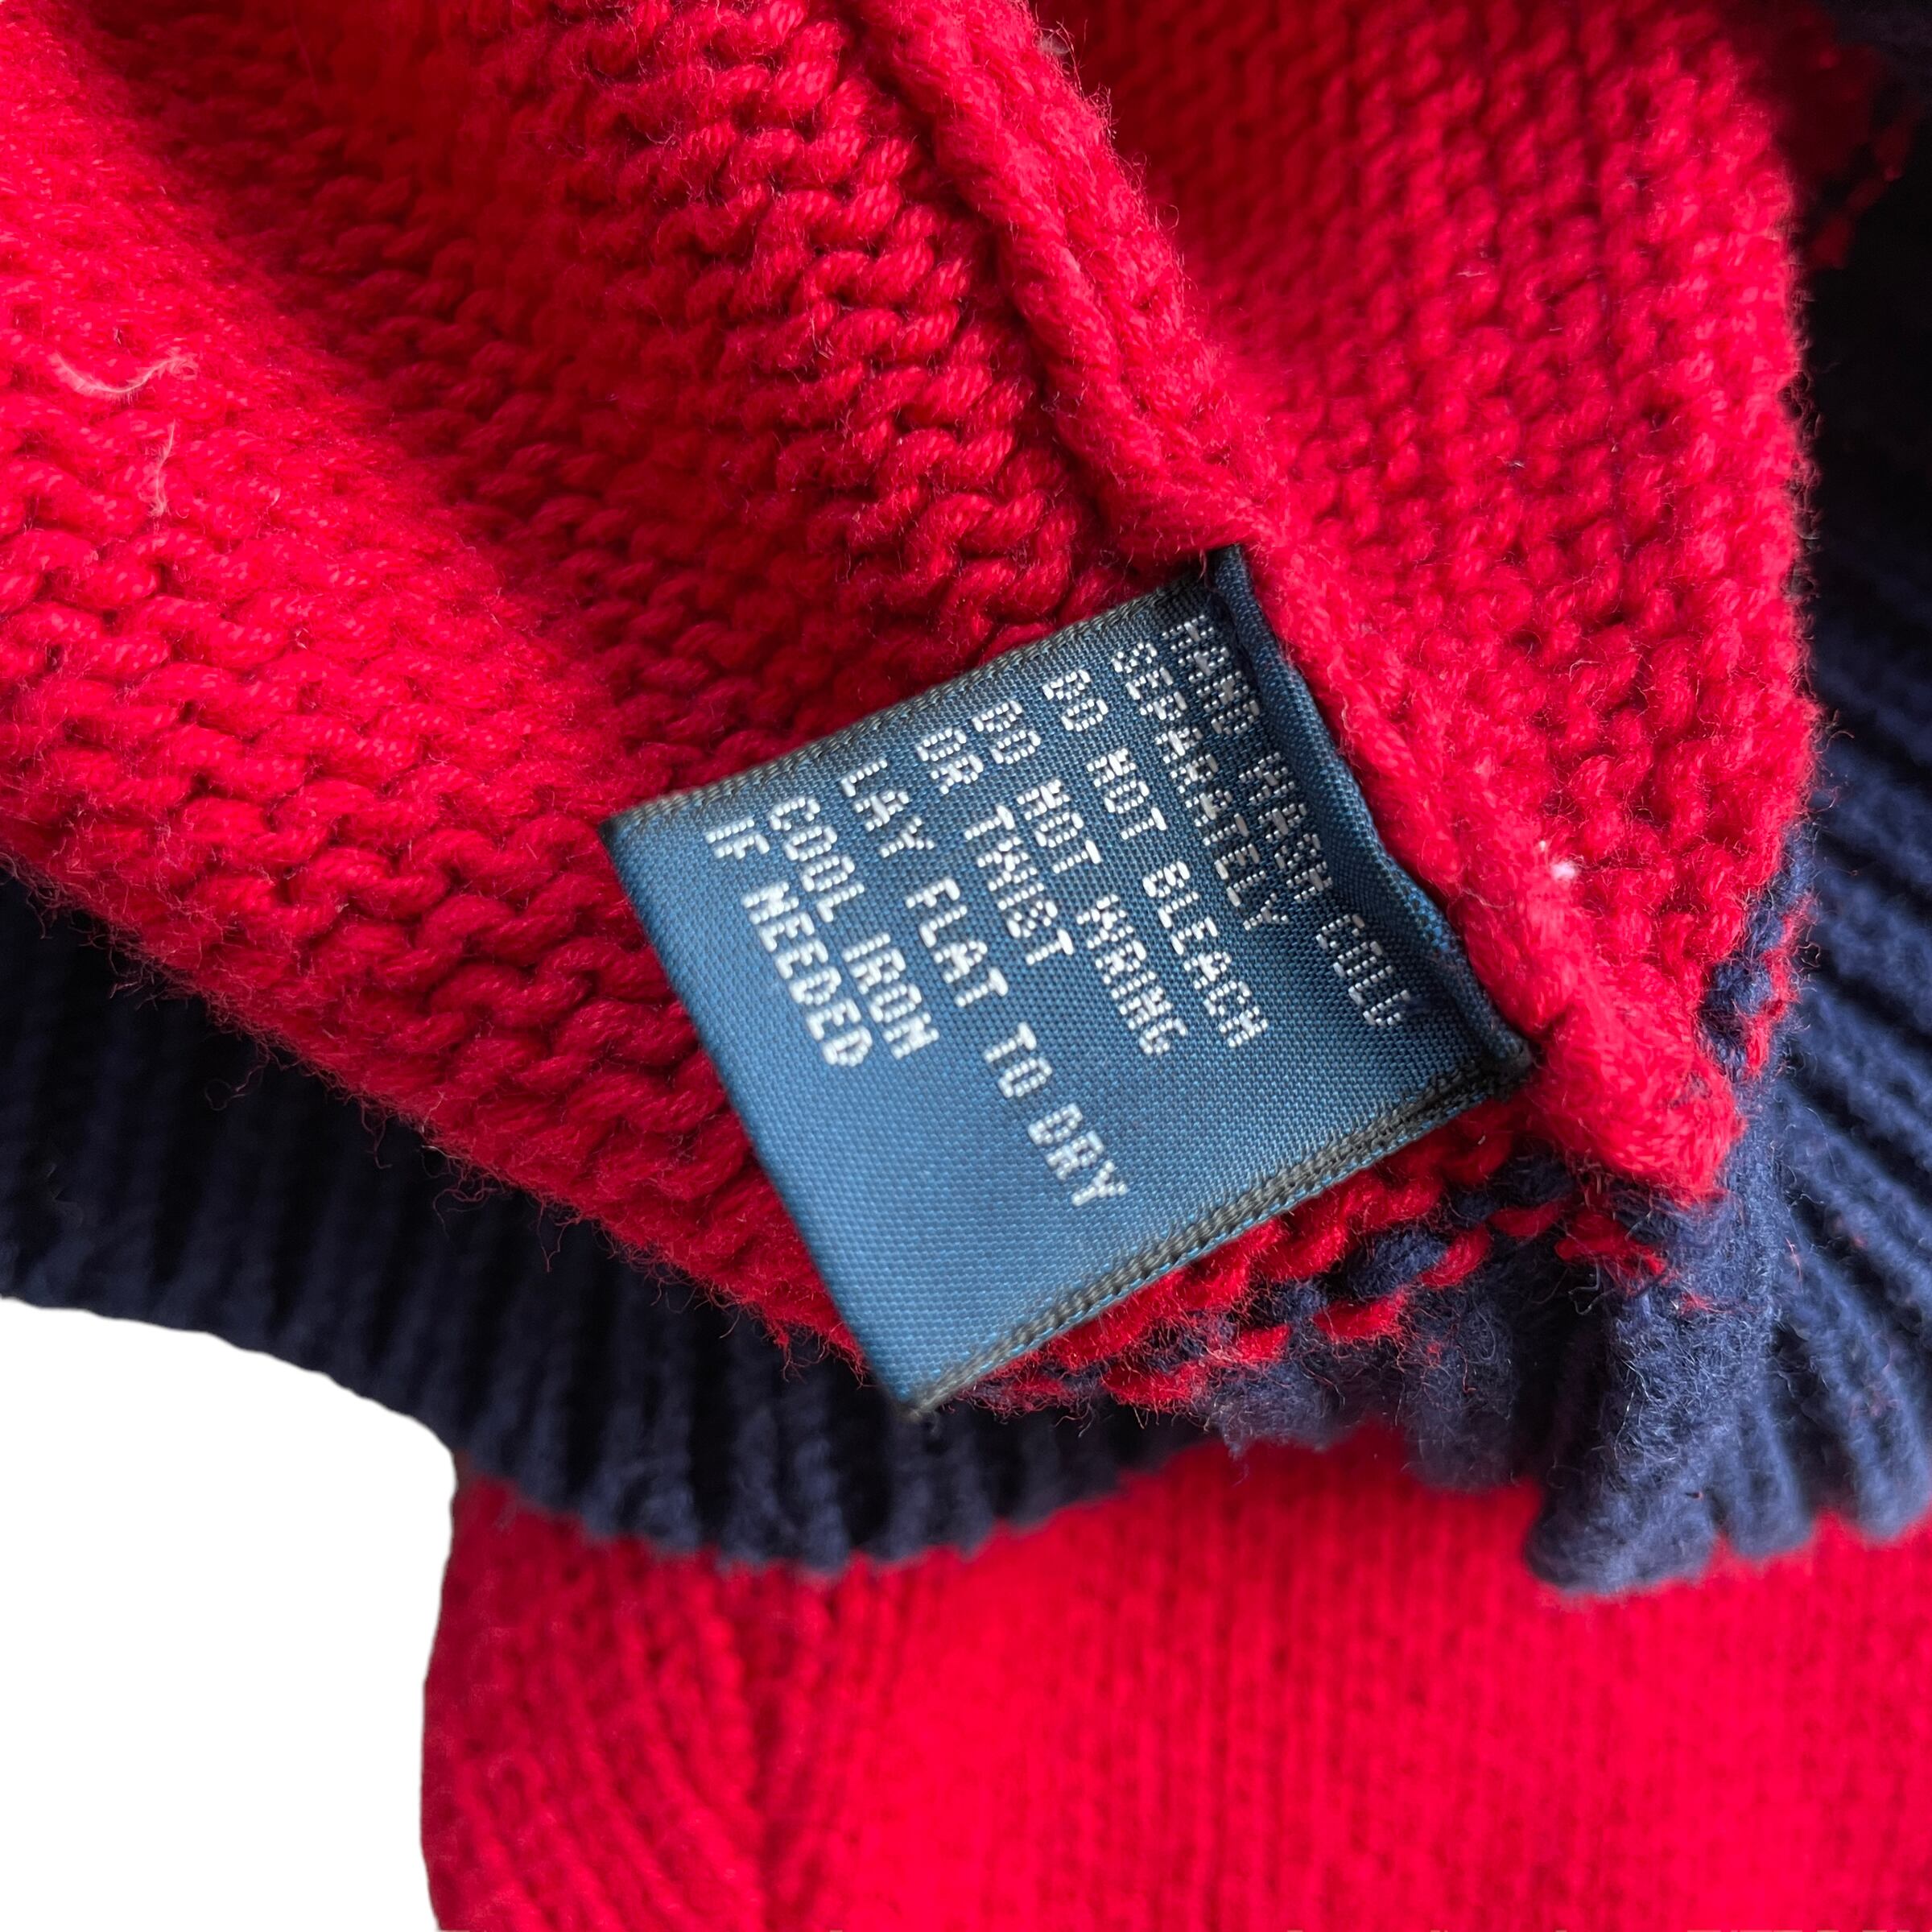 HAND WASH COLD
SEPARATELY
DO NOT BLEACH
DO NOT WRING
OR TWIST
LAY FLAT TO DRY
COOL IRON
IF NEEDED